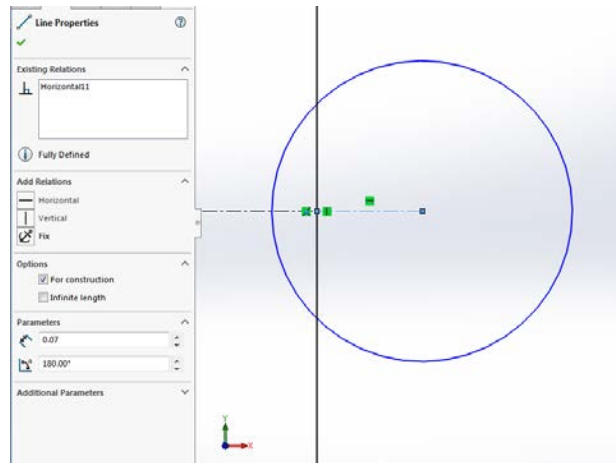 Line Properties
Existing Relations
Horizontal11
Fully Defined
Add Relations
Horizontal
Vertical
Fix
Options
For construction
Infinite length
Parameters
0.07
180.00°
Additional Parameters
Y
X